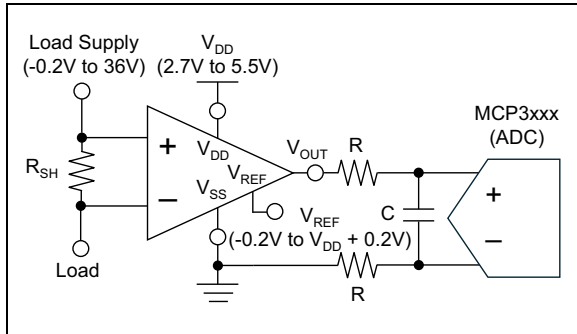 Load Supply
(-0.2V to 36V)
V_DD
(2.7V to 5.5V)
MCP3xxx
(ADC)
R_SH
+
−
V_DD
V_SS
V_REF
V_OUT
R
C
+
−
V_REF
(-0.2V to V_DD + 0.2V)
Load
R